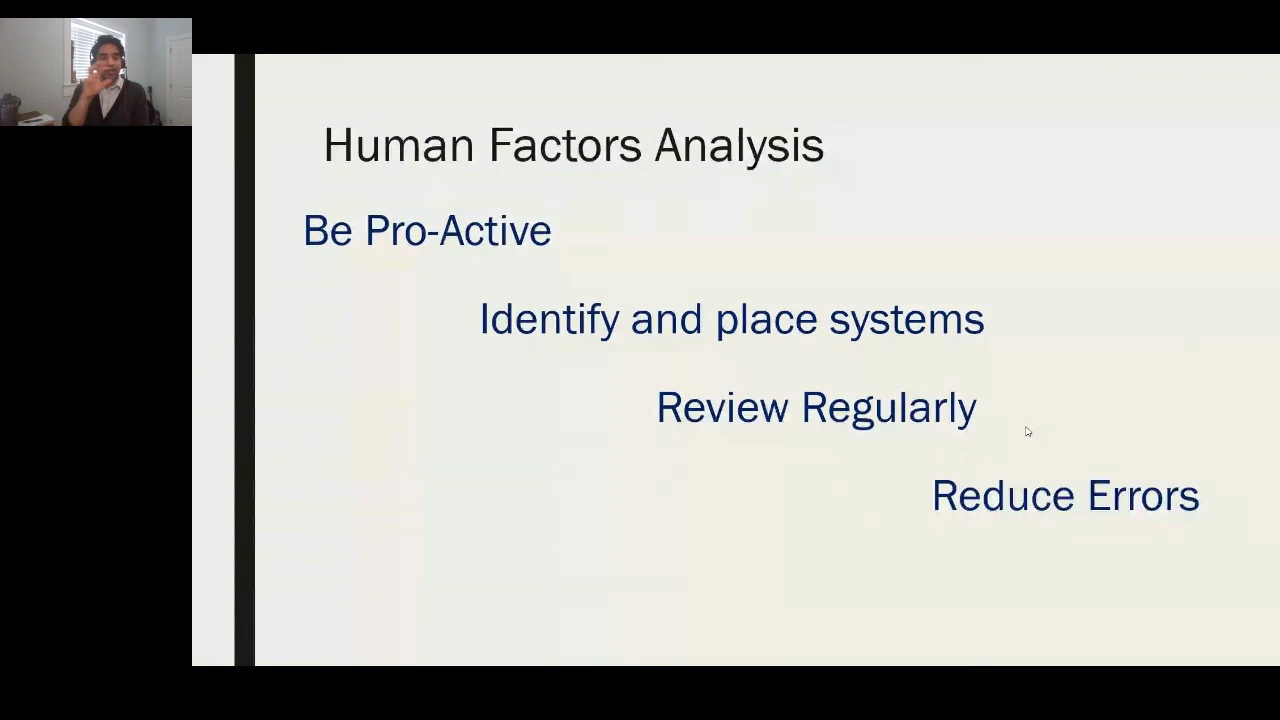 Human Factors Analysis
Be Pro-Active
Identify and place systems
Review Regularly
Reduce Errors